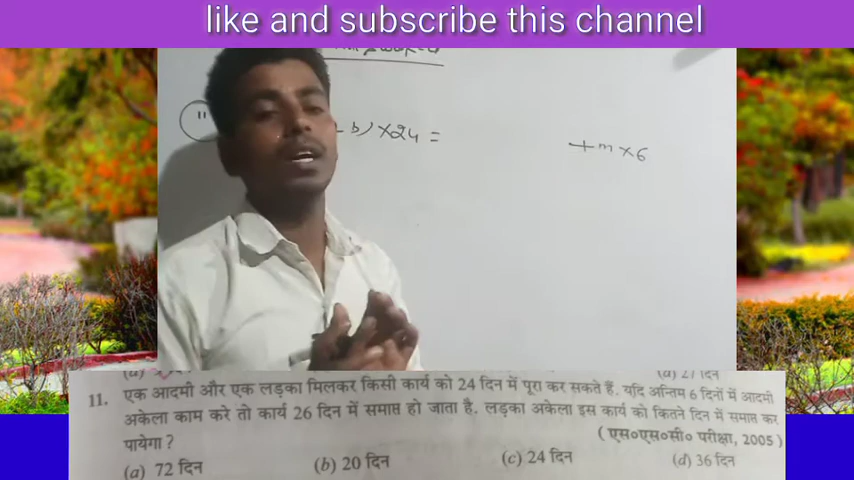 like and subscribe this channel
11
b) × 24 =
+ m × 6
11. एक आदमी और एक लड़का मिलकर किसी कार्य को 24 दिन में पूरा कर सकते हैं. यदि अन्तिम 6 दिनों में आदमी
अकेला काम करे तो कार्य 26 दिन में समाप्त हो जाता है. लड़का अकेला इस कार्य को कितने दिन में समाप्त कर
पायेगा ?
( एस०एस०सी० परीक्षा, 2005 )
(a) 72 दिन (b) 20 दिन (c) 24 दिन (d) 36 दिन